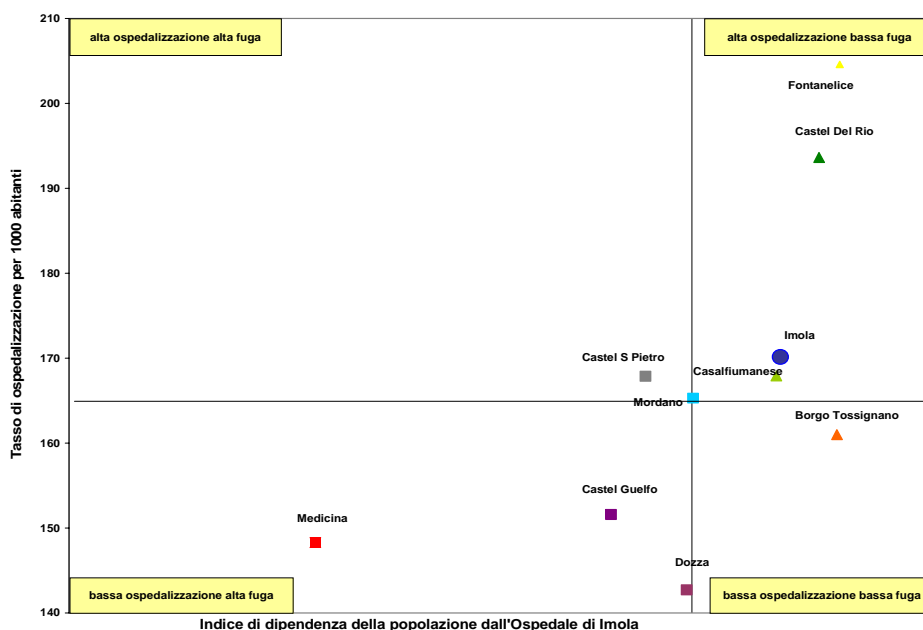 210
alta ospedalizzazione alta fuga
alta ospedalizzazione bassa fuga
Fontanelice
200
Castel Del Rio
190
180
Tasso di ospedalizzazione per 1000 abitanti
Imola
170
Castel S Pietro
Casalfiumanese
Mordano
Borgo Tossignano
160
Castel Guelfo
Medicina
150
Dozza
bassa ospedalizzazione alta fuga
bassa ospedalizzazione bassa fuga
140
Indice di dipendenza della popolazione dall'Ospedale di Imola